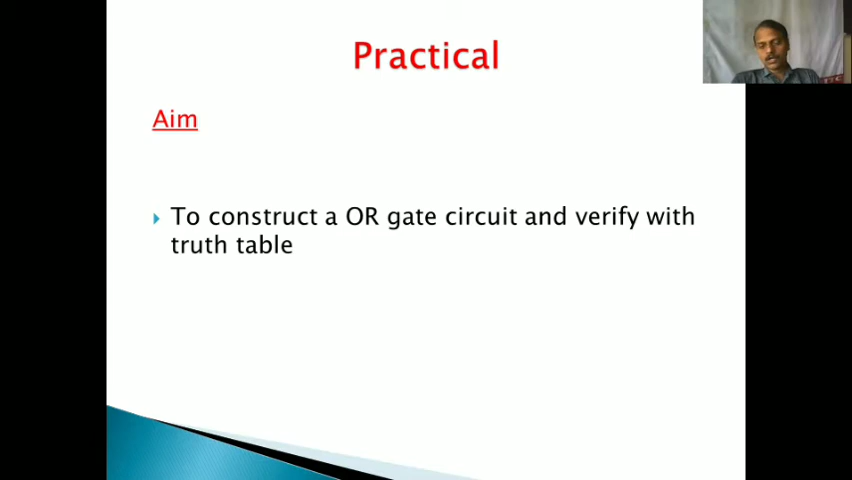 Practical
Aim
To construct a OR gate circuit and verify with
truth table